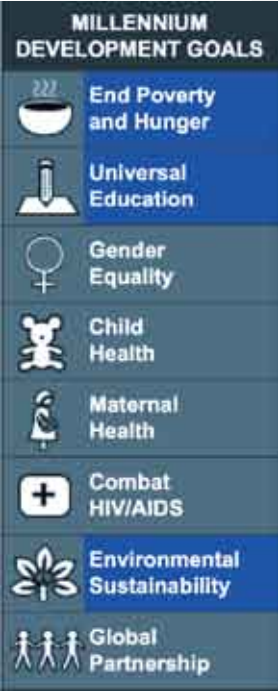 MILLENNIUM
DEVELOPMENT GOALS
End Poverty
and Hunger
Universal
Education
Gender
Equality
Child
Health
Maternal
Health
Combat
HIV/AIDS
Environmental
Sustainability
Global
Partnership